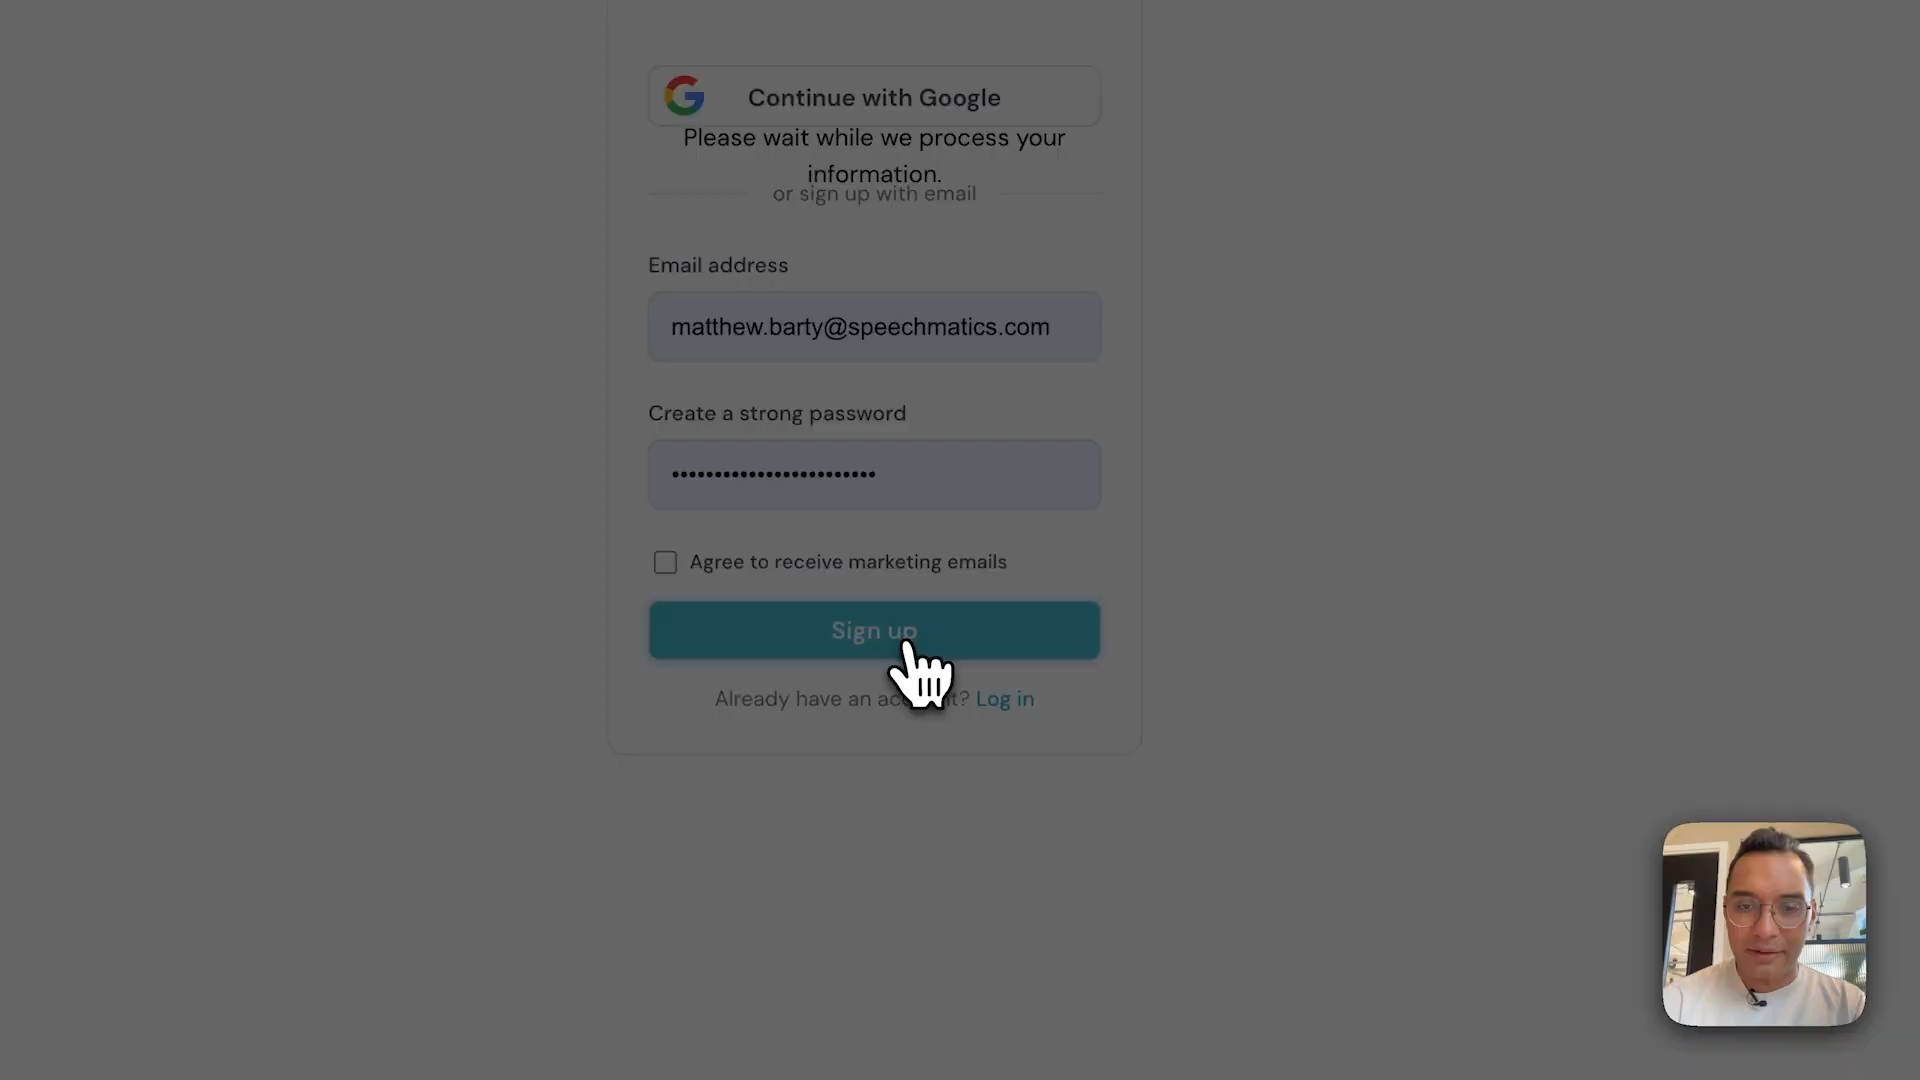 Continue with Google
Please wait while we process your
information.
or sign up with email
Email address
matthew.barty@speechmatics.com
Create a strong password
Agree to receive marketing emails
Sign up
Already have an account? Log in